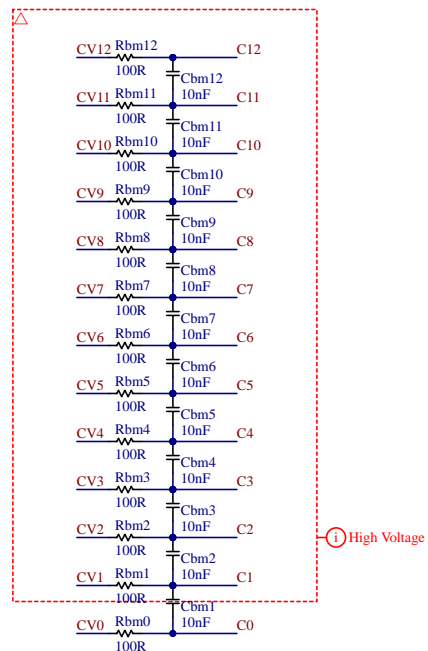 CV12 Rbm12 C12
100R
Cbm12
10nF
CV11 Rbm11 C11
100R
Cbm11
10nF
CV10 Rbm10 C10
100R
Cbm10
10nF
CV9 Rbm9 C9
100R
Cbm9
10nF
CV8 Rbm8 C8
100R
Cbm8
10nF
CV7 Rbm7 C7
100R
Cbm7
10nF
CV6 Rbm6 C6
100R
Cbm6
10nF
CV5 Rbm5 C5
100R
Cbm5
10nF
CV4 Rbm4 C4
100R
Cbm4
10nF
CV3 Rbm3 C3
100R
Cbm3
10nF
CV2 Rbm2 C2
100R
i High Voltage
Cbm2
10nF
CV1 Rbm1 C1
100R
Cbm1
10nF
CV0 Rbm0 C0
100R